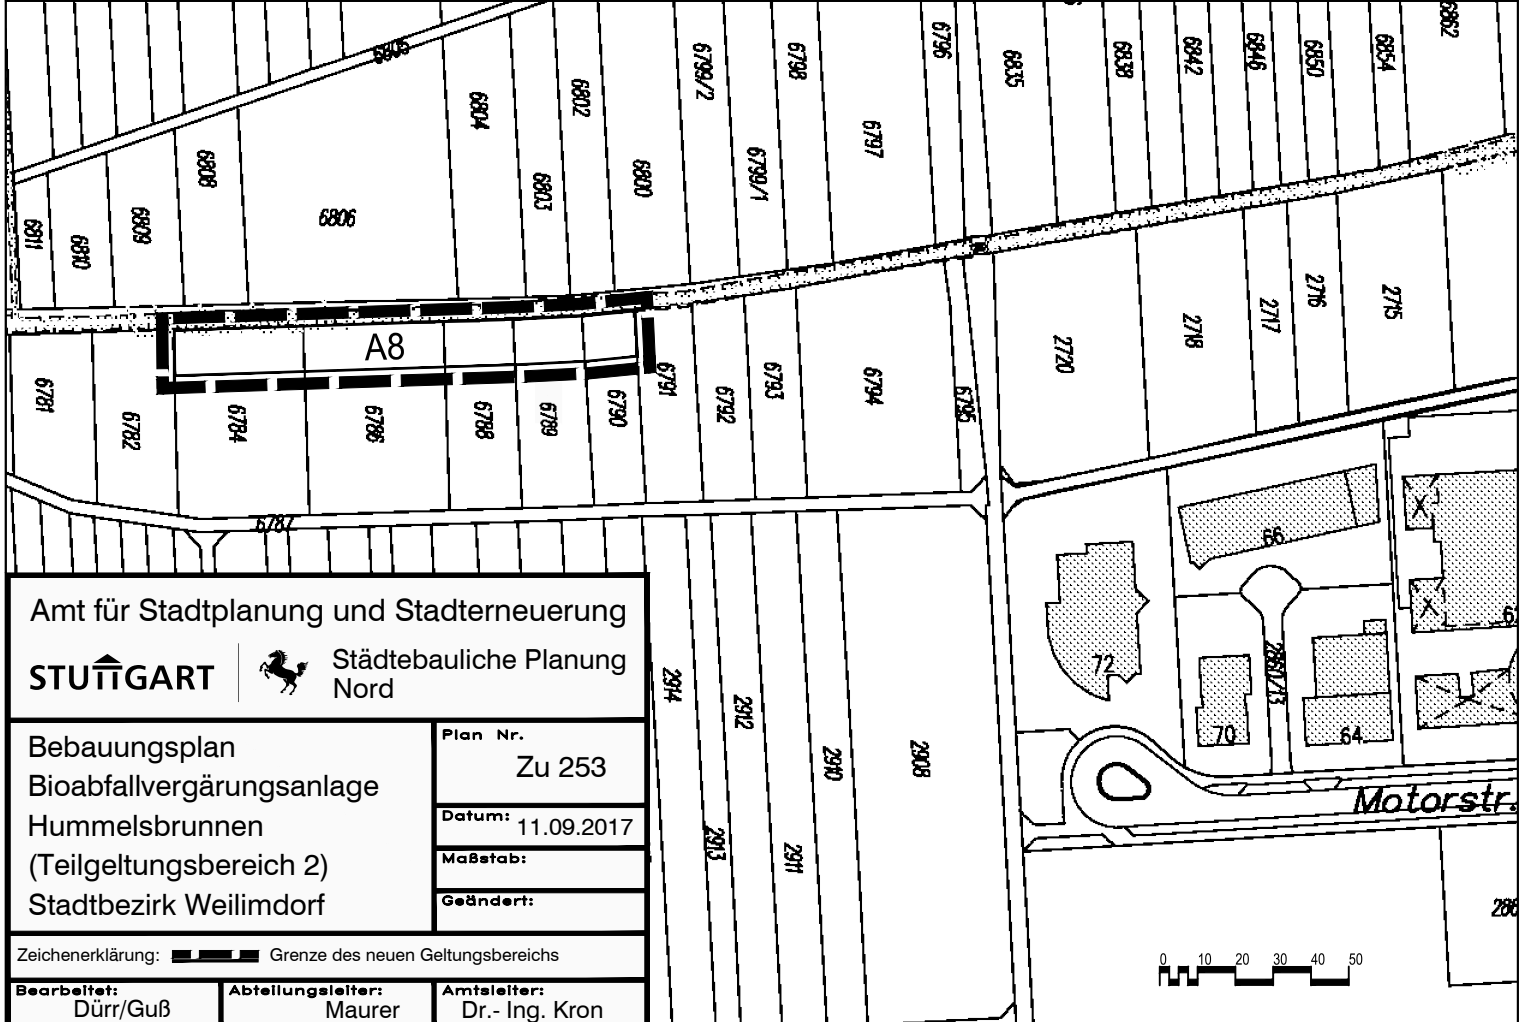 6805
6796
6862
6799/2
6798
6835
6838
6842
6846
6850
6854
6804
6802
6797
6808
6803
6800
6799/1
6811
6810
6809
6806
A8
2720
2718
2717
2716
2715
6781
6782
6784
6786
6788
6789
6790
6791
6792
6793
6794
6795
6787
66
72
2860/13
70
64
2914
2912
2910
2908
2913
2911
Motorstr.
0 10 20 30 40 50
Amt für Stadtplanung und Stadterneuerung
STUTTGART
Städtebauliche Planung
Nord
Bebauungsplan
Bioabfallvergärungsanlage
Hummelsbrunnen
(Teilgeltungsbereich 2)
Stadtbezirk Weilimdorf
Plan Nr.
Zu 253
Datum: 11.09.2017
Maßstab:
Geändert:
Zeichenerklärung: Grenze des neuen Geltungsbereichs
Bearbeitet:
Dürr/Guß
Abteilungsleiter:
Maurer
Amtsleiter:
Dr.- Ing. Kron